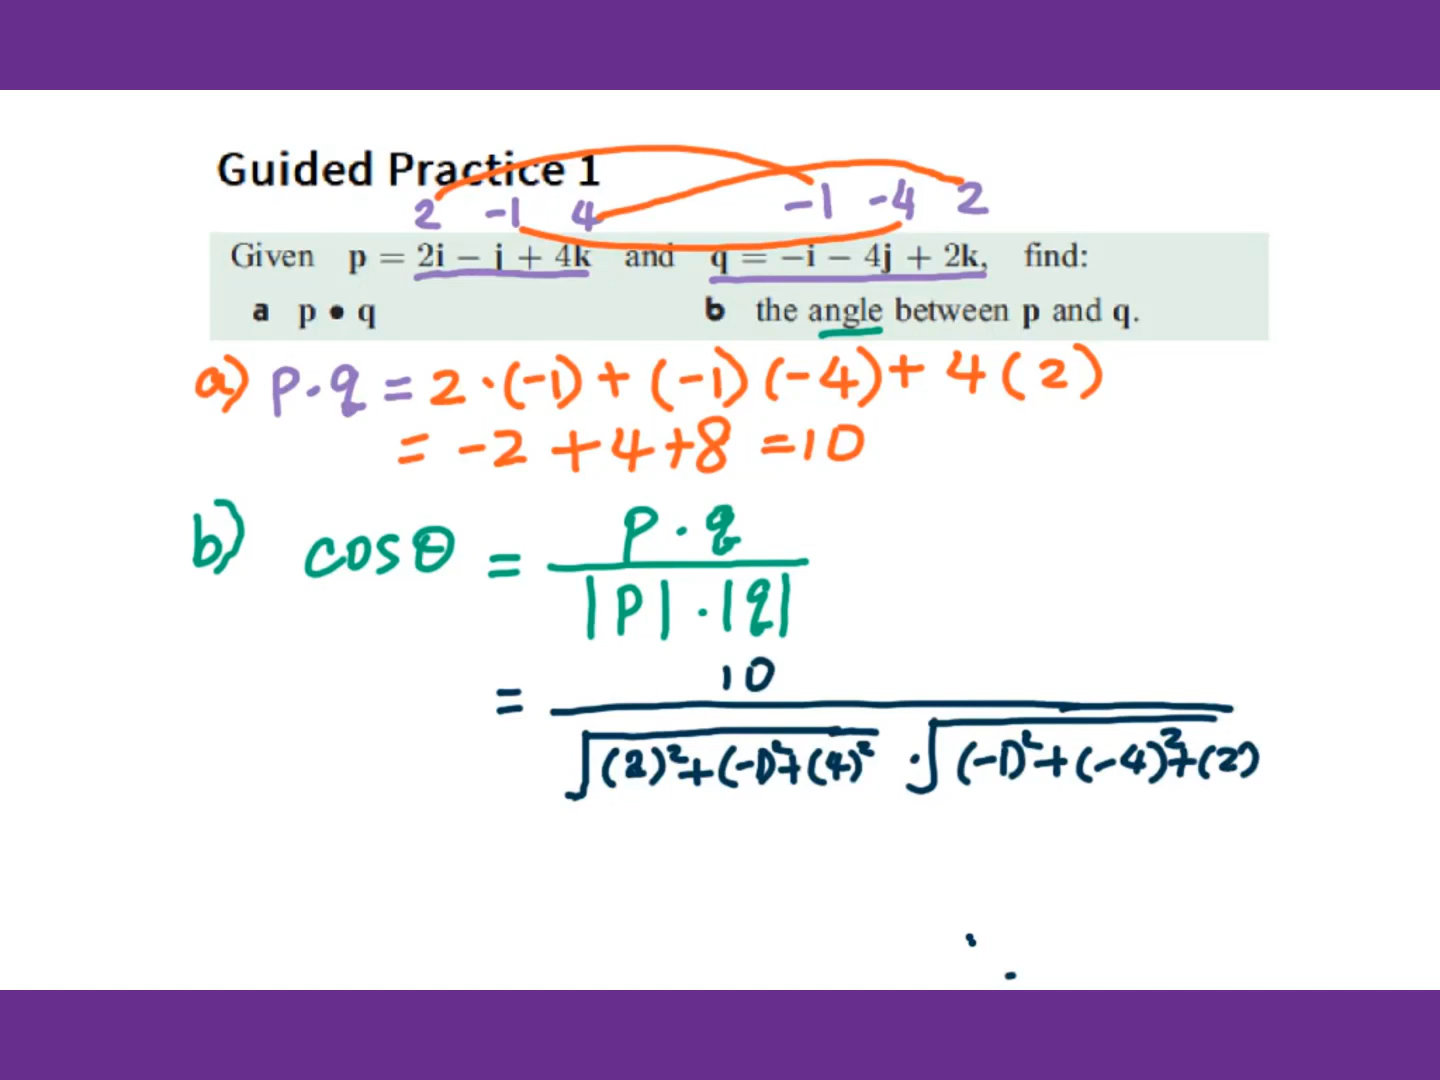 Guided Practice 1
2 -1 4 -1 -4 2
Given p = 2i − j + 4k and q = −i − 4j + 2k, find:
a p • q b the angle between p and q.
a) p·q = 2·(-1) + (-1)(-4) + 4(2)
= -2 + 4 + 8 = 10
b) cosθ = p·q / |p|·|q|
= 10 / √(2)²+(-1)²+(4)² · √(-1)²+(-4)²+(2)